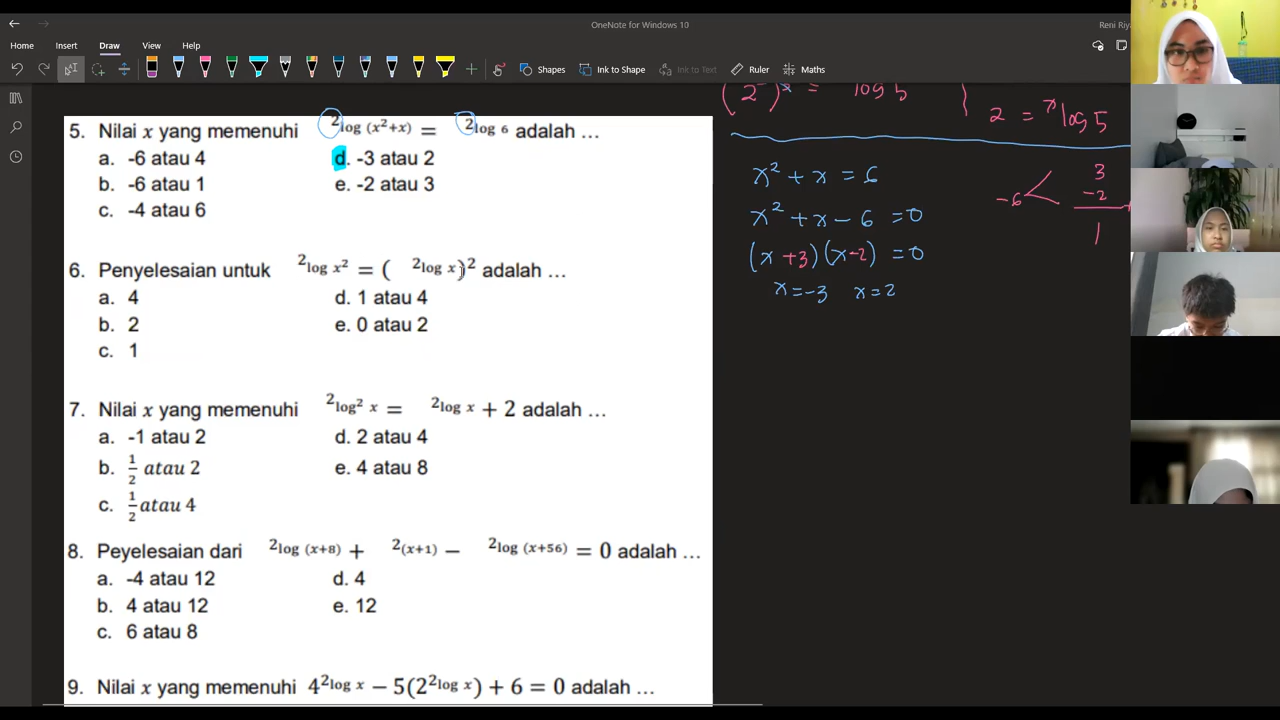 OneNote for Windows 10
Reni Riya
Home Insert Draw View Help
Shapes Ink to Shape Ink to Text Ruler Maths
5. Nilai x yang memenuhi ²log (x²+x) = ²log 6 adalah …
a. -6 atau 4 d. -3 atau 2
b. -6 atau 1 e. -2 atau 3
c. -4 atau 6
6. Penyelesaian untuk ²log x² = ( ²log x)² adalah …
a. 4 d. 1 atau 4
b. 2 e. 0 atau 2
c. 1
7. Nilai x yang memenuhi ²log² x = ²log x + 2 adalah …
a. -1 atau 2 d. 2 atau 4
b. 1/2 atau 2 e. 4 atau 8
c. 1/2 atau 4
8. Peyelesaian dari ²log (x+8) + ²(x+1) − ²log (x+56) = 0 adalah …
a. -4 atau 12 d. 4
b. 4 atau 12 e. 12
c. 6 atau 8
9. Nilai x yang memenuhi 4^²log x − 5(2^²log x) + 6 = 0 adalah …
log 5
2 = ˣlog 5
x² + x = 6
x² + x − 6 = 0
(x +3)(x−2) = 0
x = −3 x = 2
−6 < 3
−2
1